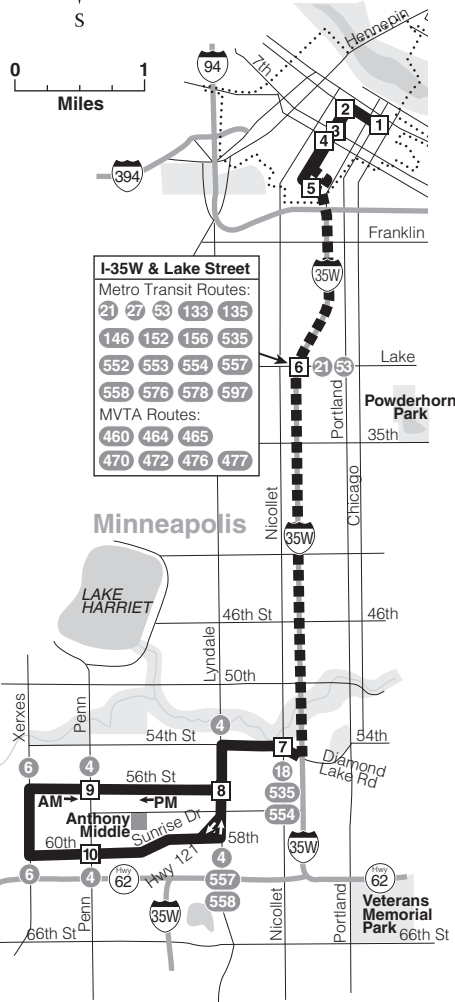 S
0 1
Miles
Hennepin
7th
94
394
2
1
3
4
5
Franklin
35W
I-35W & Lake Street
Metro Transit Routes:
21 27 53 133 135
146 152 156 535
552 553 554 557
558 576 578 597
MVTA Routes:
460 464 465
470 472 476 477
6 21 53
Lake
Portland
Powderhorn
Park
35th
Nicollet
Chicago
Minneapolis
35W
LAKE
HARRIET
46th St
46th
Lyndale
50th
Xerxes
Penn
4
54th St
7
54th
Diamond
Lake Rd
6
4
18
535
554
56th St
9
8
AM
PM
Anthony
Middle
Sunrise Dr
58th
60th
10
35W
6
4
Hwy
62
Hwy 121
4
557
558
Hwy
62
35W
Penn
Nicollet
Portland
Veterans
Memorial
Park
66th St
66th St